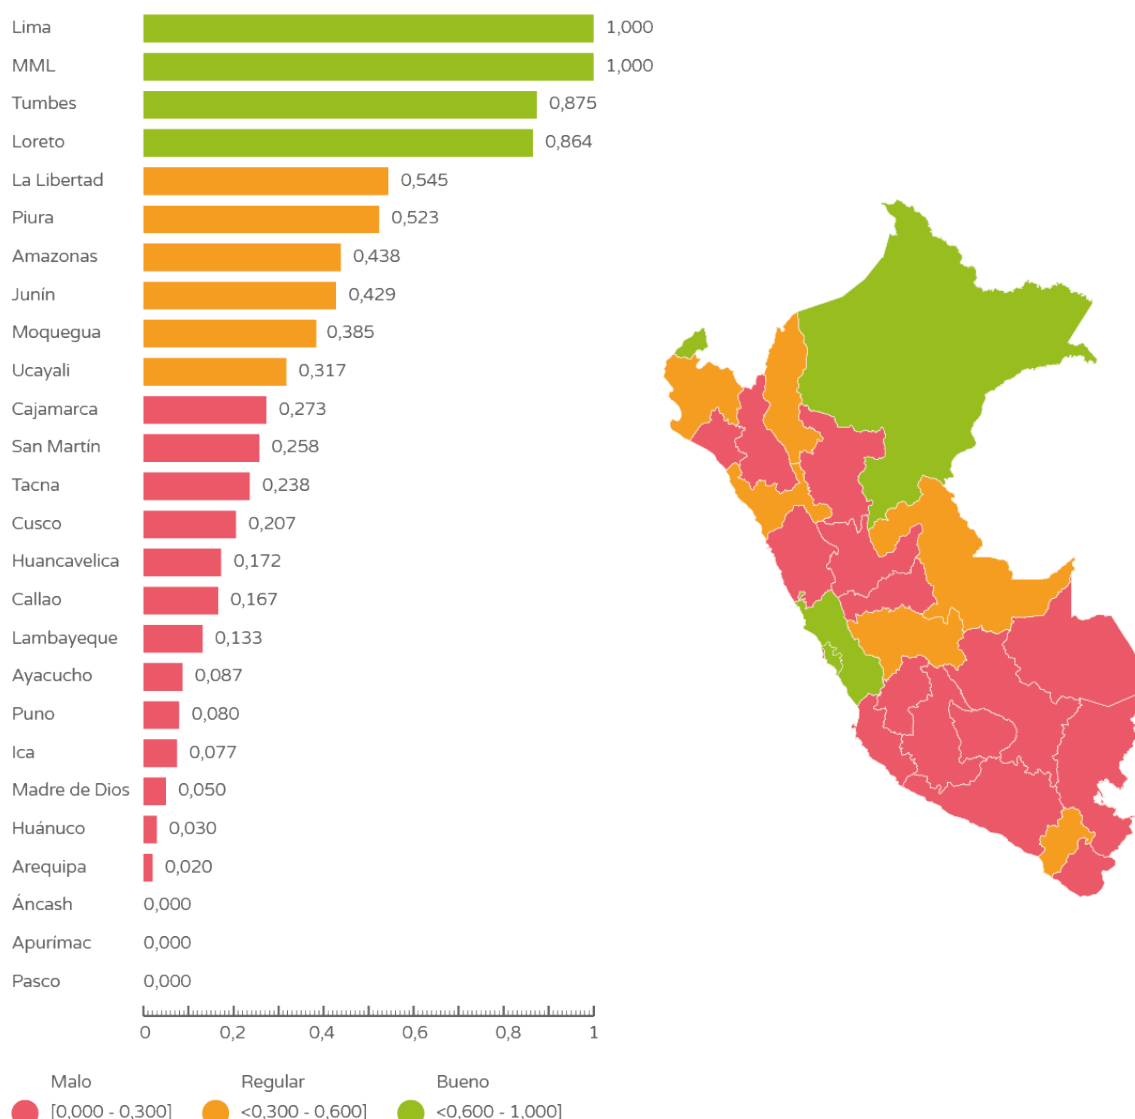 Lima 1,000
MML 1,000
Tumbes 0,875
Loreto 0,864
La Libertad 0,545
Piura 0,523
Amazonas 0,438
Junín 0,429
Moquegua 0,385
Ucayali 0,317
Cajamarca 0,273
San Martín 0,258
Tacna 0,238
Cusco 0,207
Huancavelica 0,172
Callao 0,167
Lambayeque 0,133
Ayacucho 0,087
Puno 0,080
Ica 0,077
Madre de Dios 0,050
Huánuco 0,030
Arequipa 0,020
Áncash 0,000
Apurímac 0,000
Pasco 0,000
0 0,2 0,4 0,6 0,8 1
Malo Regular Bueno
[0,000 - 0,300] <0,300 - 0,600] <0,600 - 1,000]